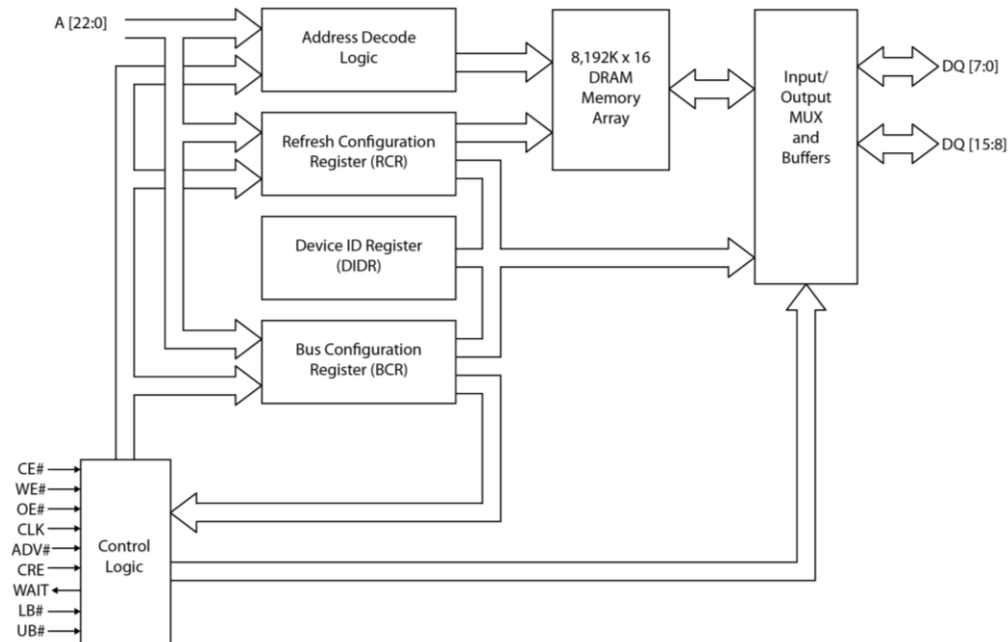 A [22:0]
Address Decode
Logic
8,192K x 16
DRAM
Memory
Array
Input/
Output
MUX
and
Buffers
DQ [7:0]
DQ [15:8]
Refresh Configuration
Register (RCR)
Device ID Register
(DIDR)
Bus Configuration
Register (BCR)
CE#
WE#
OE#
CLK
ADV#
CRE
WAIT
LB#
UB#
Control
Logic